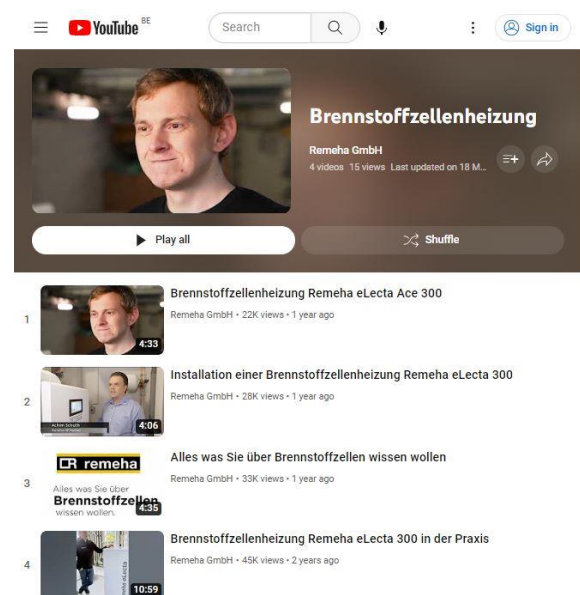 YouTube BE
Search
Sign in
Brennstoffzellenheizung
Remeha GmbH
4 videos 15 views Last updated on 18 M...
Play all
Shuffle
1
4:33
Brennstoffzellenheizung Remeha eLecta Ace 300
Remeha GmbH • 22K views • 1 year ago
2
4:06
Installation einer Brennstoffzellenheizung Remeha eLecta 300
Remeha GmbH • 28K views • 1 year ago
3
remeha
Alles was Sie über
Brennstoffzellen
wissen wollen.
4:35
Alles was Sie über Brennstoffzellen wissen wollen
Remeha GmbH • 33K views • 1 year ago
4
10:59
Brennstoffzellenheizung Remeha eLecta 300 in der Praxis
Remeha GmbH • 45K views • 2 years ago